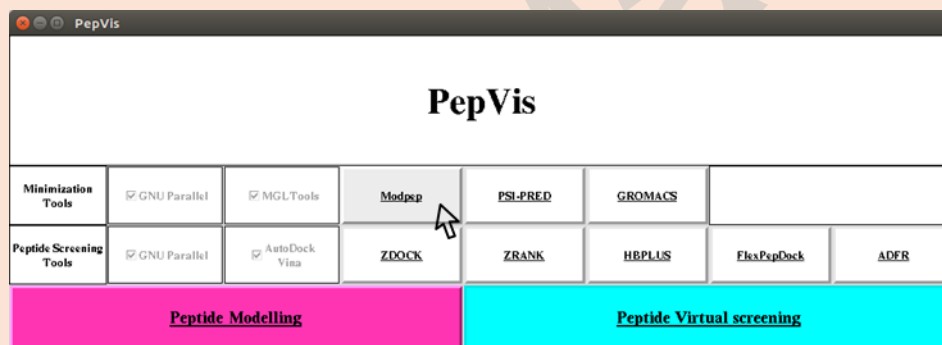 PepVis
PepVis
Minimization
Tools
GNU Parallel
MGLTools
Modpep
PSI-PRED
GROMACS
Peptide Screening
Tools
GNU Parallel
AutoDock
Vina
ZDOCK
ZRANK
HBPLUS
FlexPepDock
ADFR
Peptide Modelling
Peptide Virtual screening